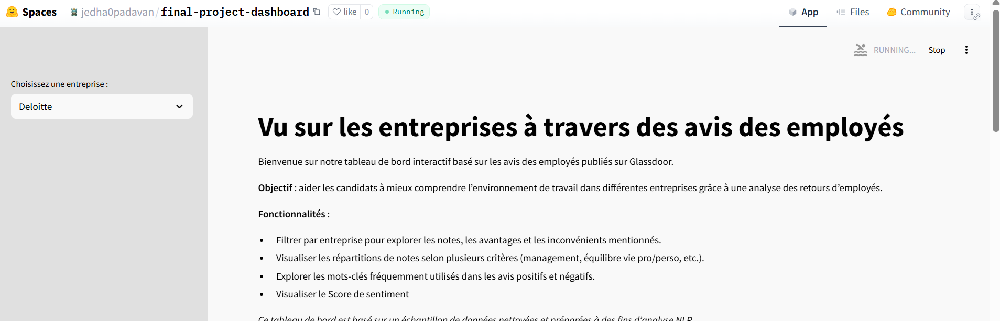 Spaces jedha0padavan/final-project-dashboard like 0 Running App Files Community
RUNNING... Stop
Choisissez une entreprise :
Deloitte
Vu sur les entreprises à travers des avis des employés
Bienvenue sur notre tableau de bord interactif basé sur les avis des employés publiés sur Glassdoor.
Objectif : aider les candidats à mieux comprendre l’environnement de travail dans différentes entreprises grâce à une analyse des retours d’employés.
Fonctionnalités :
• Filtrer par entreprise pour explorer les notes, les avantages et les inconvénients mentionnés.
• Visualiser les répartitions de notes selon plusieurs critères (management, équilibre vie pro/perso, etc.).
• Explorer les mots-clés fréquemment utilisés dans les avis positifs et négatifs.
• Visualiser le Score de sentiment
Ce tableau de bord est basé sur un échantillon de données nettoyées et préparées à des fins d’analyse NLP.